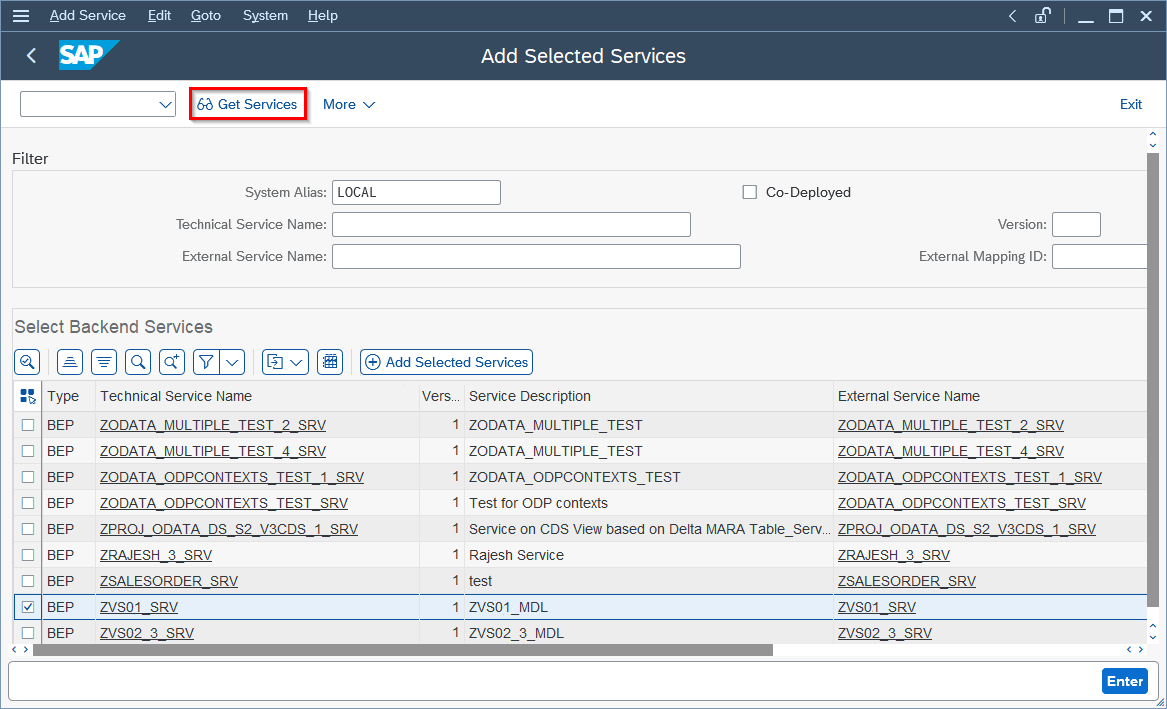 Add Service Edit Goto System Help
SAP Add Selected Services
Get Services More Exit
Filter
System Alias: LOCAL Co-Deployed
Technical Service Name: Version:
External Service Name: External Mapping ID:
Select Backend Services
Add Selected Services
Type Technical Service Name Vers... Service Description External Service Name
BEP ZODATA_MULTIPLE_TEST_2_SRV 1 ZODATA_MULTIPLE_TEST ZODATA_MULTIPLE_TEST_2_SRV
BEP ZODATA_MULTIPLE_TEST_4_SRV 1 ZODATA_MULTIPLE_TEST ZODATA_MULTIPLE_TEST_4_SRV
BEP ZODATA_ODPCONTEXTS_TEST_1_SRV 1 ZODATA_ODPCONTEXTS_TEST ZODATA_ODPCONTEXTS_TEST_1_SRV
BEP ZODATA_ODPCONTEXTS_TEST_SRV 1 Test for ODP contexts ZODATA_ODPCONTEXTS_TEST_SRV
BEP ZPROJ_ODATA_DS_S2_V3CDS_1_SRV 1 Service on CDS View based on Delta MARA Table_Serv... ZPROJ_ODATA_DS_S2_V3CDS_1_SRV
BEP ZRAJESH_3_SRV 1 Rajesh Service ZRAJESH_3_SRV
BEP ZSALESORDER_SRV 1 test ZSALESORDER_SRV
BEP ZVS01_SRV 1 ZVS01_MDL ZVS01_SRV
BEP ZVS02_3_SRV 1 ZVS02_3_MDL ZVS02_3_SRV
Enter